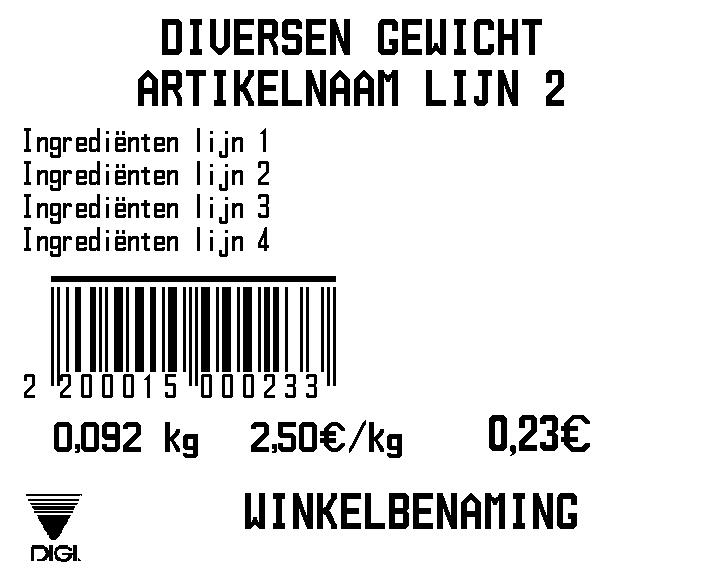 DIVERSEN GEWICHT
ARTIKELNAAM LIJN 2
Ingrediënten lijn 1
Ingrediënten lijn 2
Ingrediënten lijn 3
Ingrediënten lijn 4
2 200015 000233
0,092 kg 2,50€/kg 0,23€
WINKELBENAMING
DIGI.